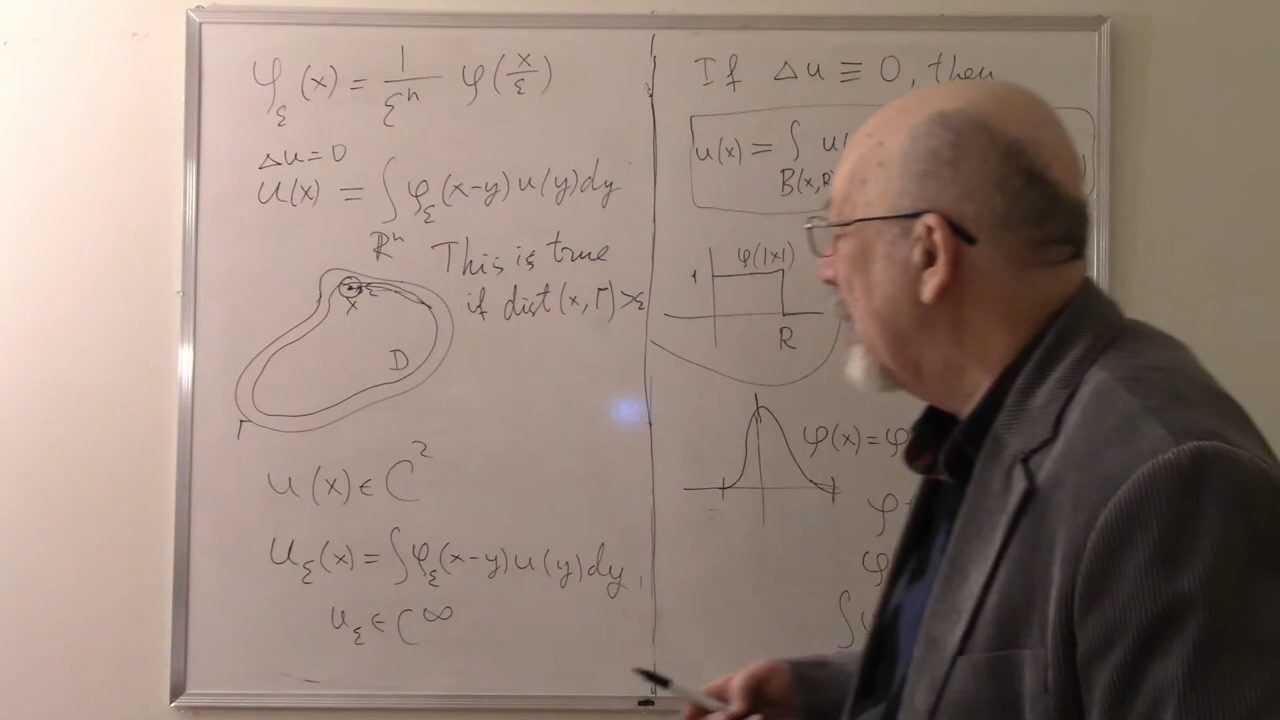 φ_ε(x) = 1/ε^n φ(x/ε)
Δu=0
u(x) = ∫ φ_ε(x-y)u(y)dy
R^n
This is true
if dist(x,Γ)>ε
ε
x
D
Γ
u(x)∈C^2
u_ε(x)=∫φ_ε(x-y)u(y)dy,
u_ε∈C^∞
If Δu≡0, then
u(x)=∫ u(
B(x,R
φ(|x|)
1
R
φ(x)=φ
φ
φ
∫